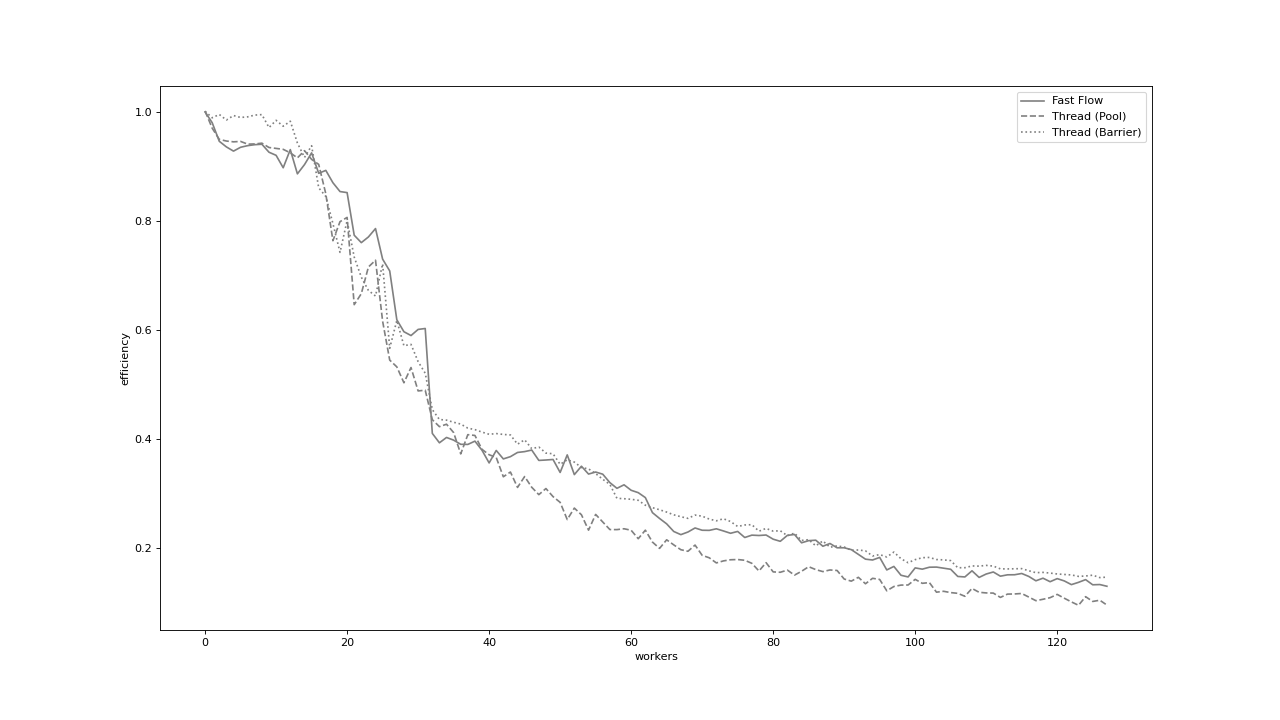 Fast Flow
Thread (Pool)
Thread (Barrier)
1.0
0.8
0.6
0.4
0.2
efficiency
0 20 40 60 80 100 120
workers